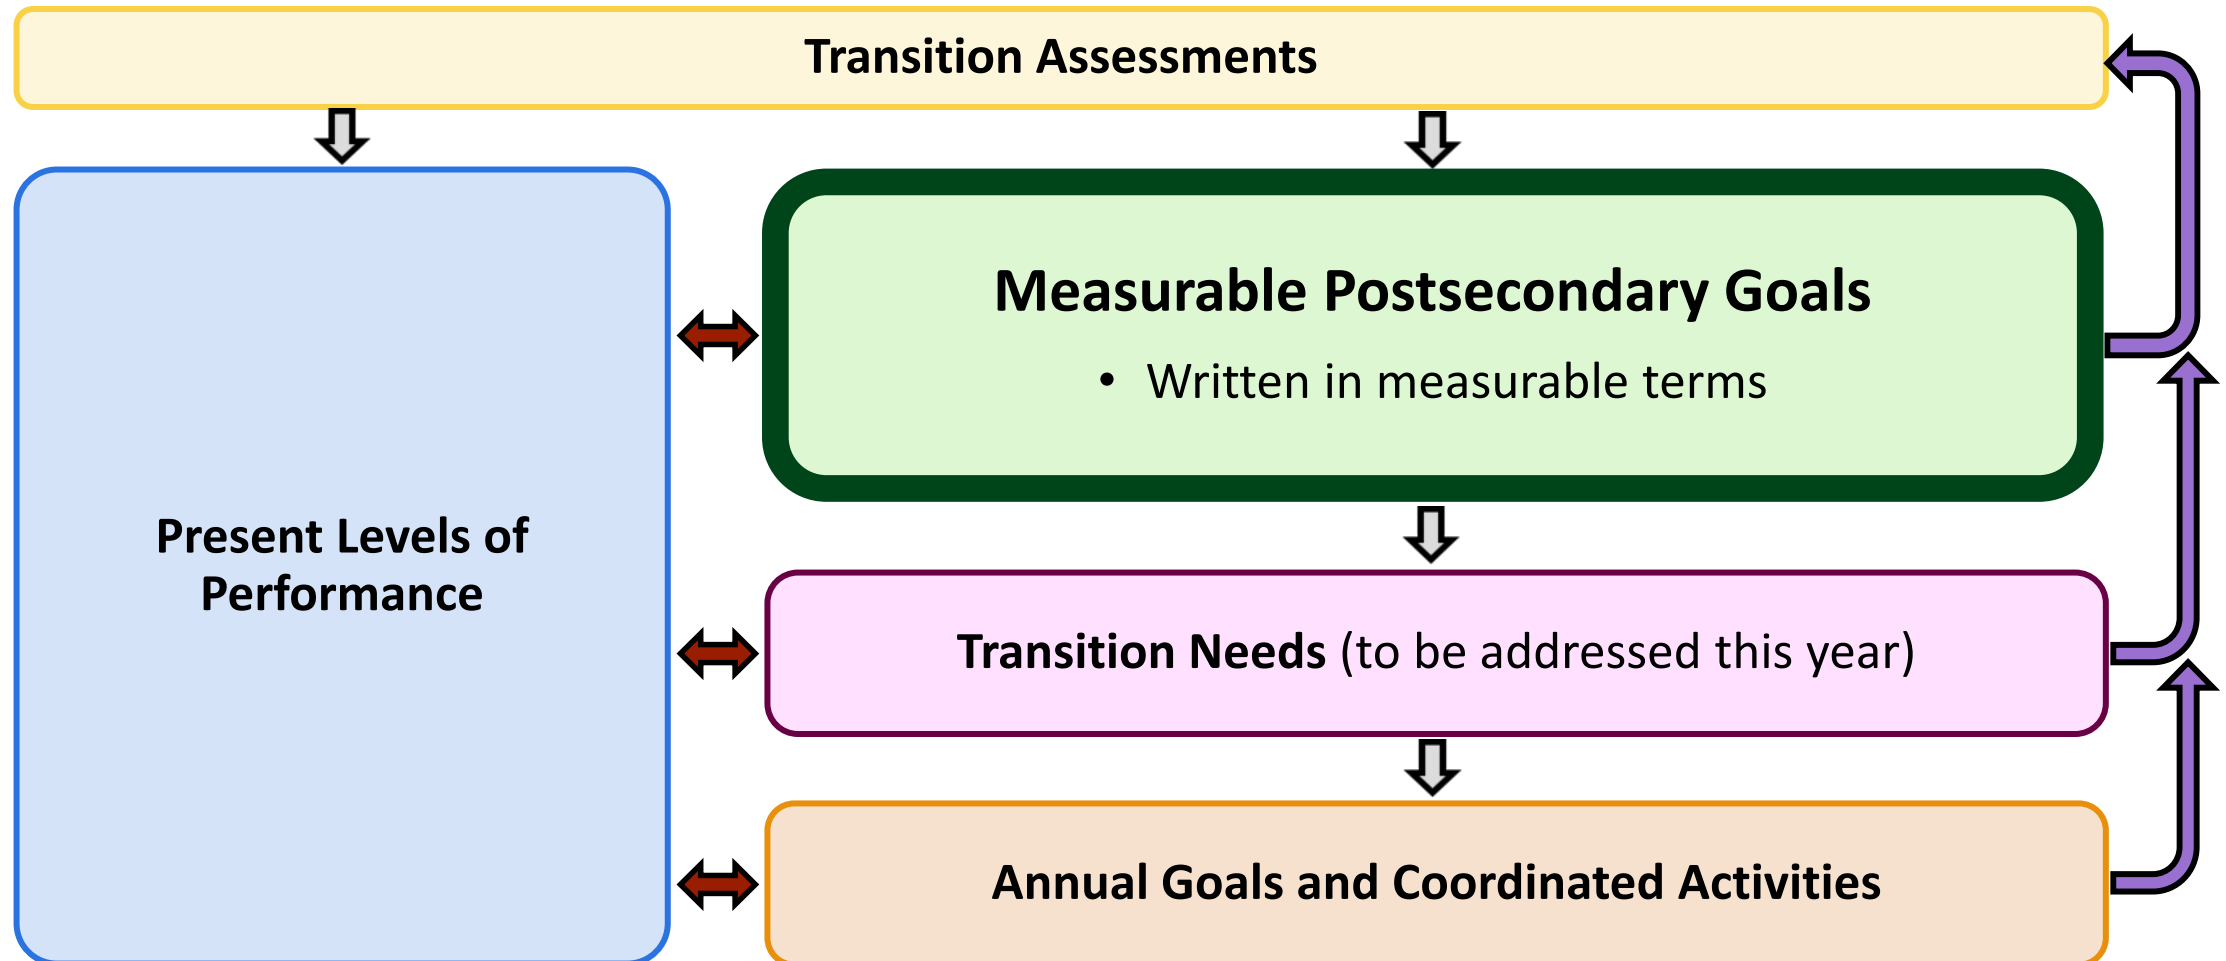 Transition Assessments
Present Levels of
Performance
Measurable Postsecondary Goals
• Written in measurable terms
Transition Needs (to be addressed this year)
Annual Goals and Coordinated Activities